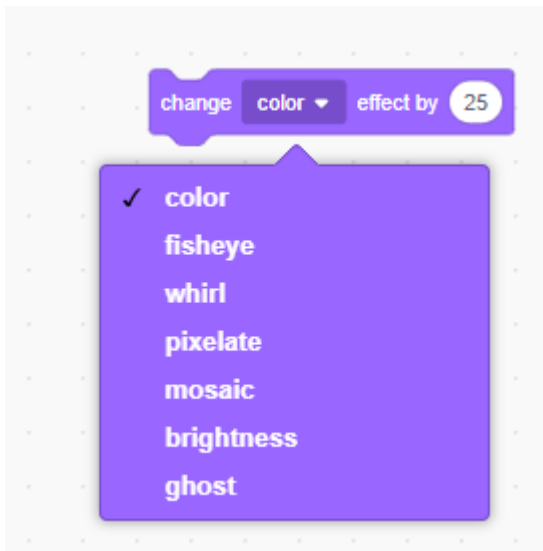 change color effect by 25
color
fisheye
whirl
pixelate
mosaic
brightness
ghost